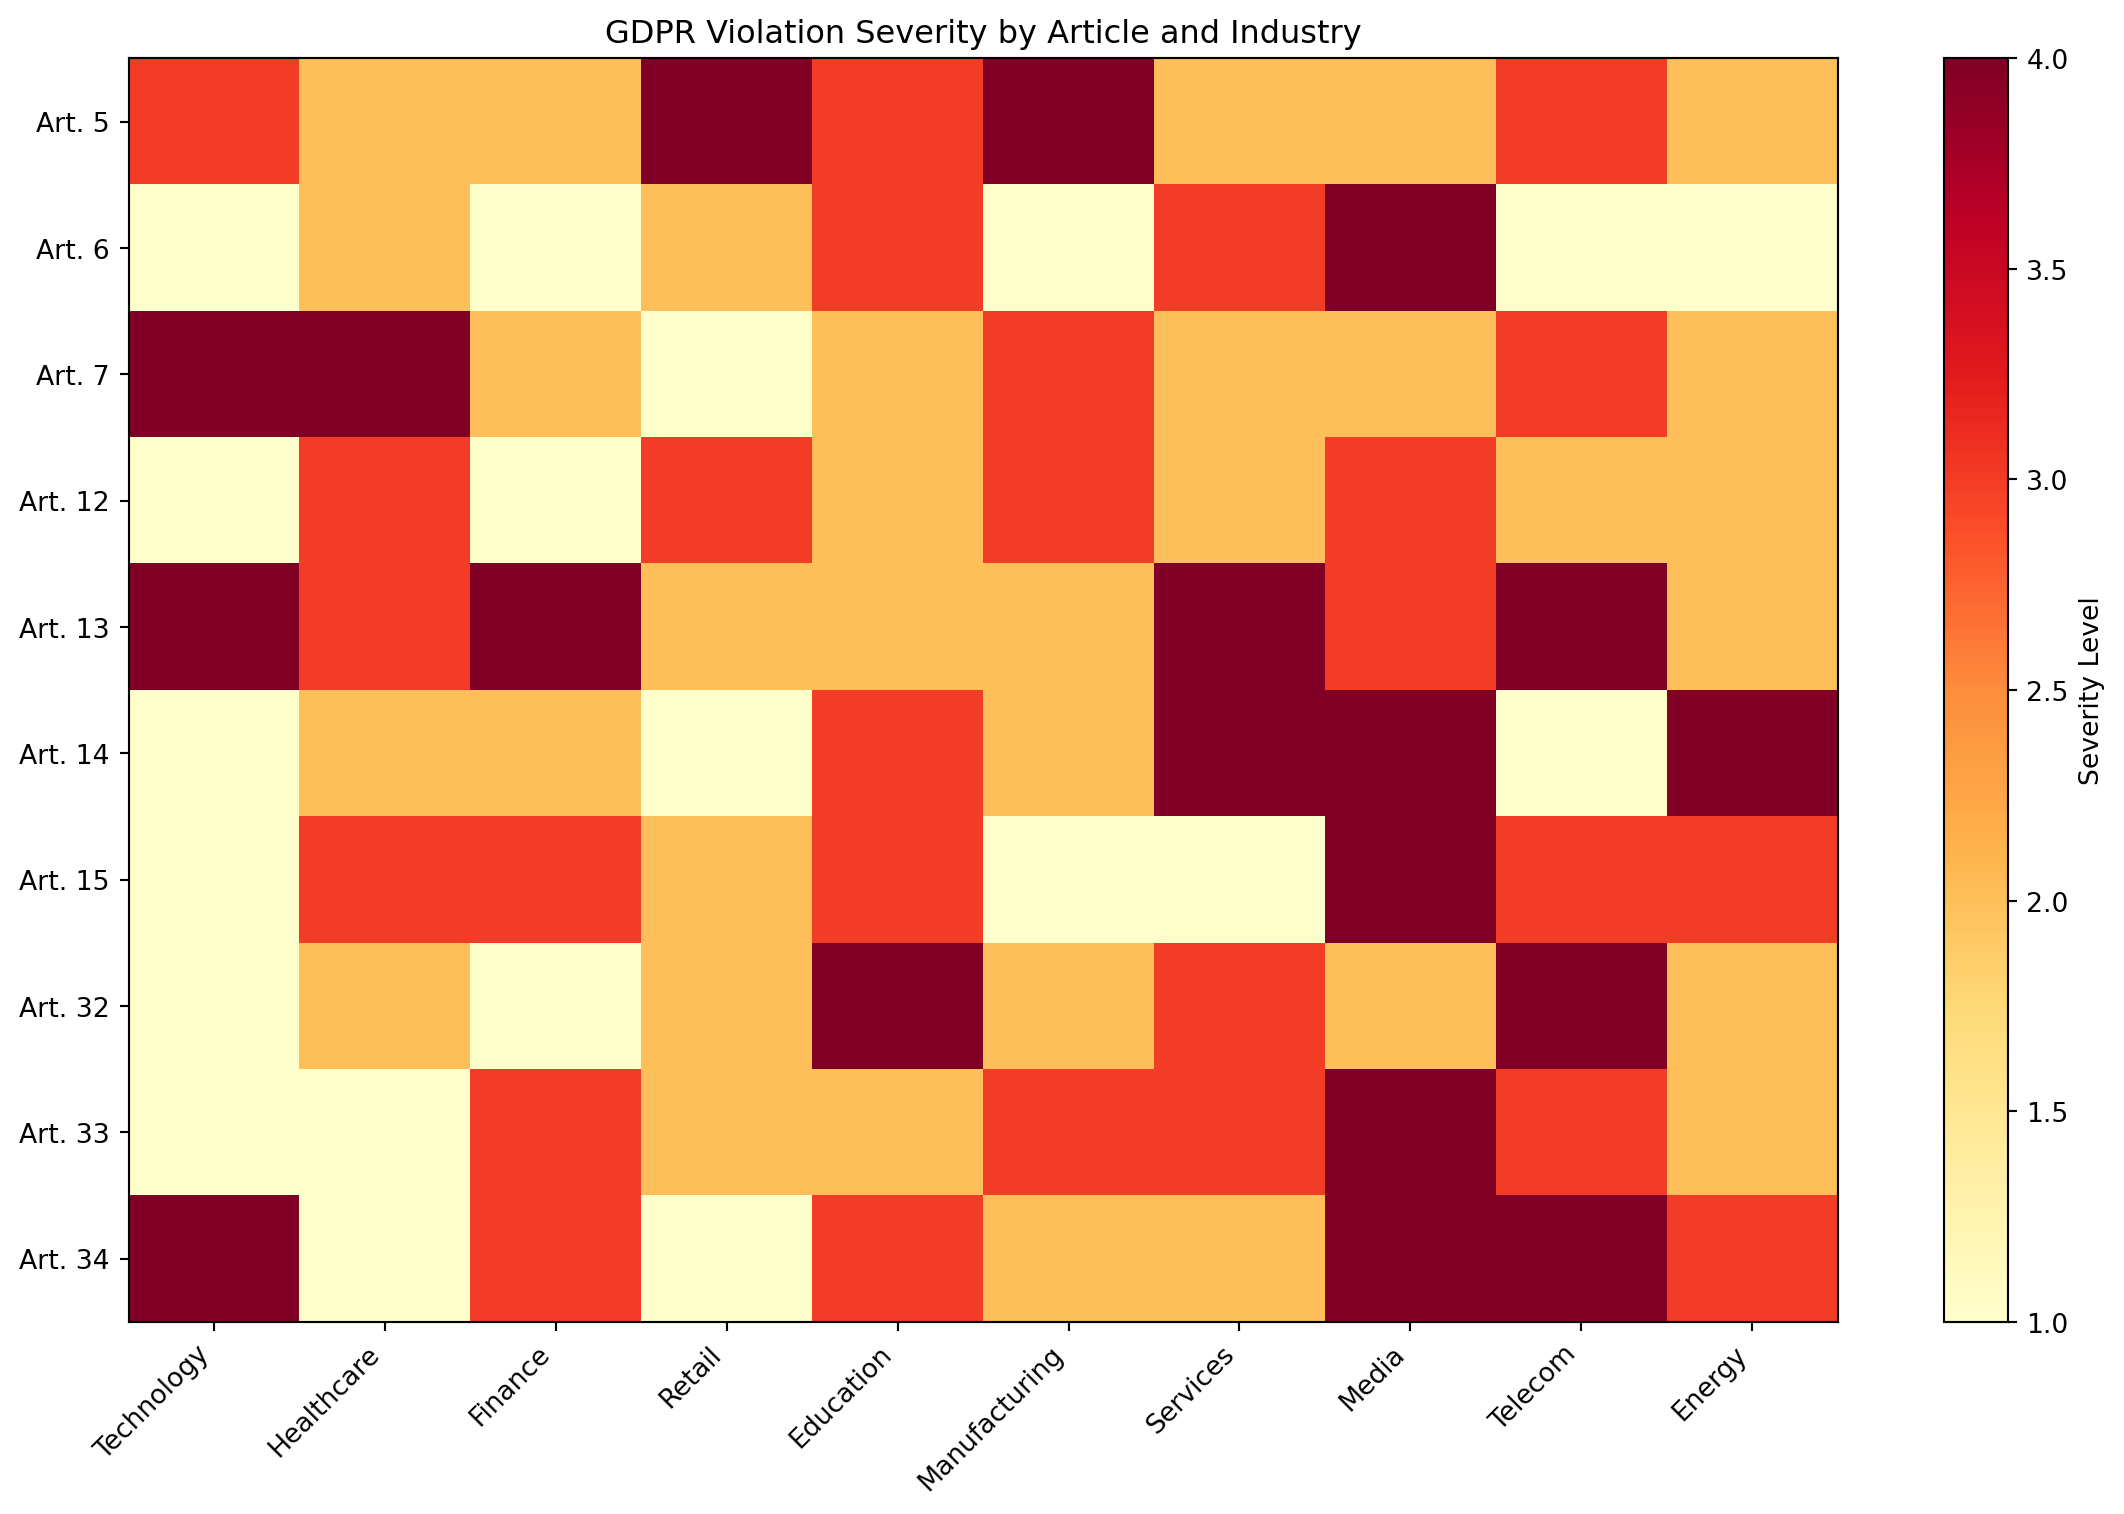 GDPR Violation Severity by Article and Industry
Art. 5
Art. 6
Art. 7
Art. 12
Art. 13
Art. 14
Art. 15
Art. 32
Art. 33
Art. 34
Technology
Healthcare
Finance
Retail
Education
Manufacturing
Services
Media
Telecom
Energy
4.0
3.5
3.0
2.5
2.0
1.5
1.0
Severity Level